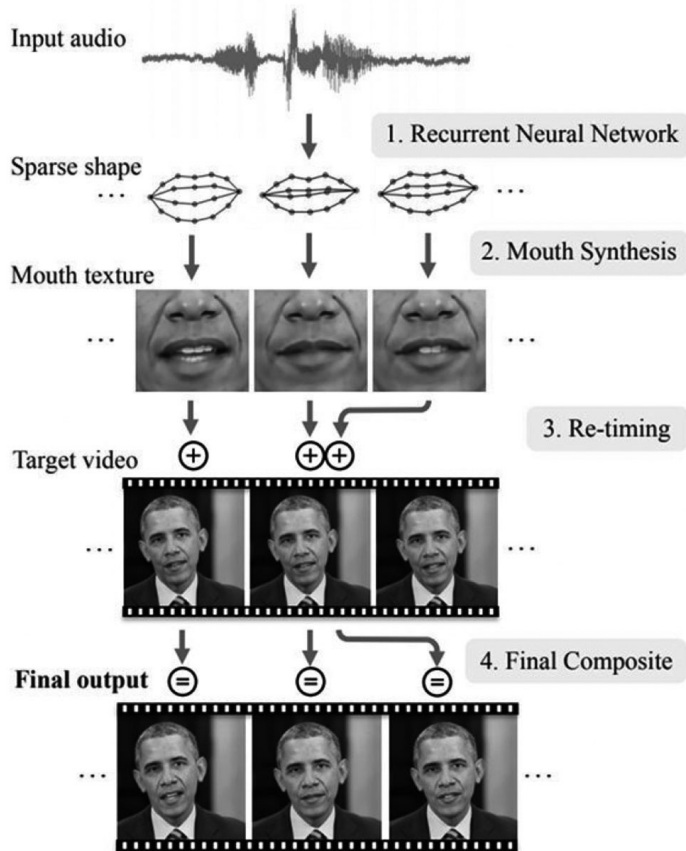 Input audio
1. Recurrent Neural Network
Sparse shape
...
...
2. Mouth Synthesis
Mouth texture
...
...
3. Re-timing
Target video
...
...
4. Final Composite
Final output
...
...